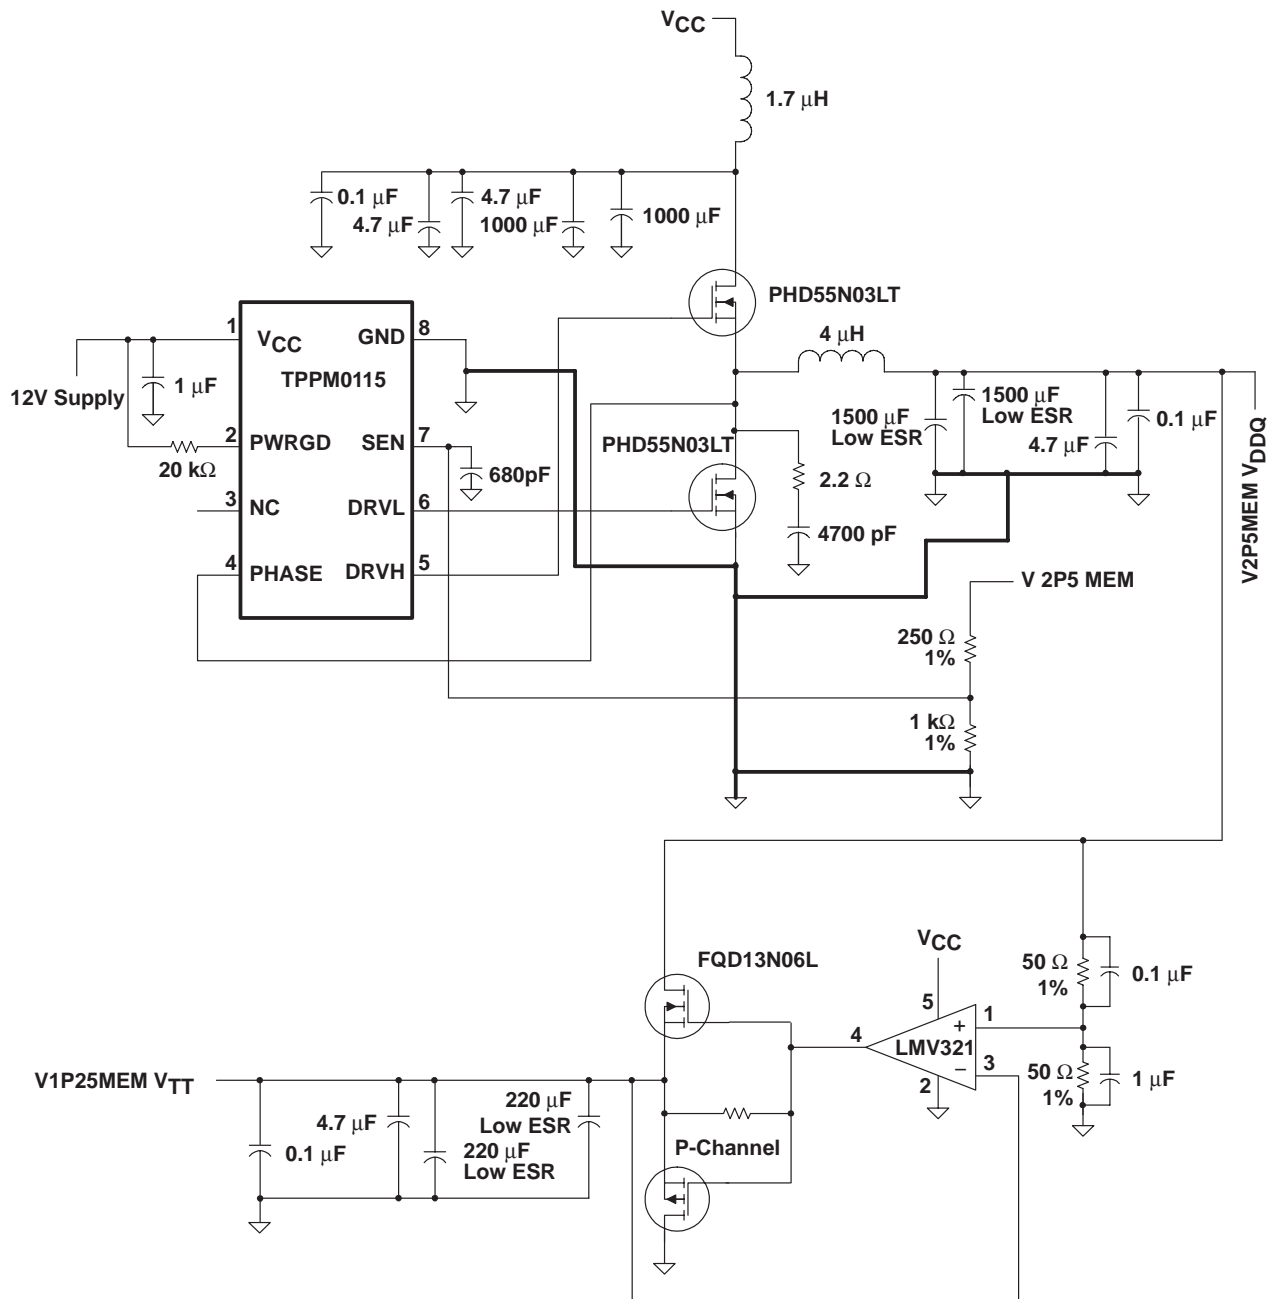 VCC
1.7 μH
0.1 μF
4.7 μF
4.7 μF
1000 μF
1000 μF
PHD55N03LT
4 μH
1
VCC
GND
8
TPPM0115
12V Supply
1 μF
2
PWRGD
SEN
7
20 kΩ
680pF
3
NC
DRVL
6
4
PHASE
DRVH
5
PHD55N03LT
2.2 Ω
4700 pF
1500 μF
Low ESR
1500 μF
Low ESR
4.7 μF
0.1 μF
V2P5MEM VDDQ
V 2P5 MEM
250 Ω
1%
1 kΩ
1%
FQD13N06L
VCC
5
4
LMV321
+
−
1
3
2
50 Ω
1%
0.1 μF
50 Ω
1%
1 μF
V1P25MEM VTT
0.1 μF
4.7 μF
220 μF
Low ESR
220 μF
Low ESR
P-Channel